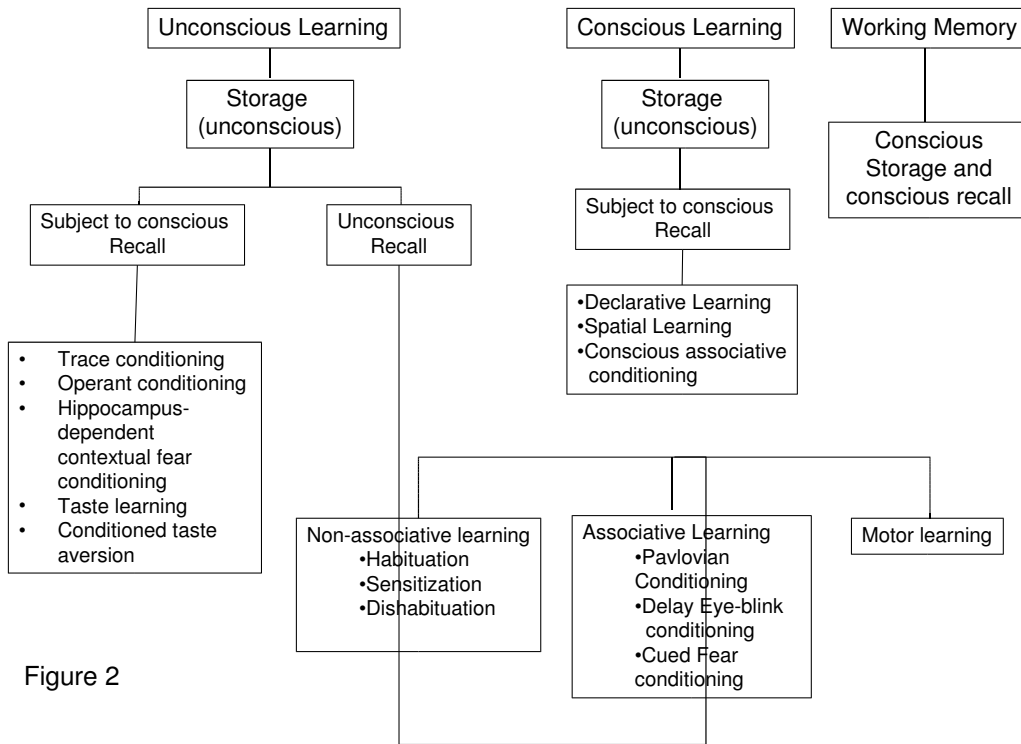 Unconscious Learning
Storage
(unconscious)
Subject to conscious
Recall
Unconscious
Recall
•	Trace conditioning
•	Operant conditioning
•	Hippocampus-
dependent
contextual fear
conditioning
•	Taste learning
•	Conditioned taste
aversion
Conscious Learning
Storage
(unconscious)
Subject to conscious
Recall
•Declarative Learning
•Spatial Learning
•Conscious associative
conditioning
Working Memory
Conscious
Storage and
conscious recall
Non-associative learning
•Habituation
•Sensitization
•Dishabituation
Associative Learning
•Pavlovian
Conditioning
•Delay Eye-blink
conditioning
•Cued Fear
conditioning
Motor learning
Figure 2